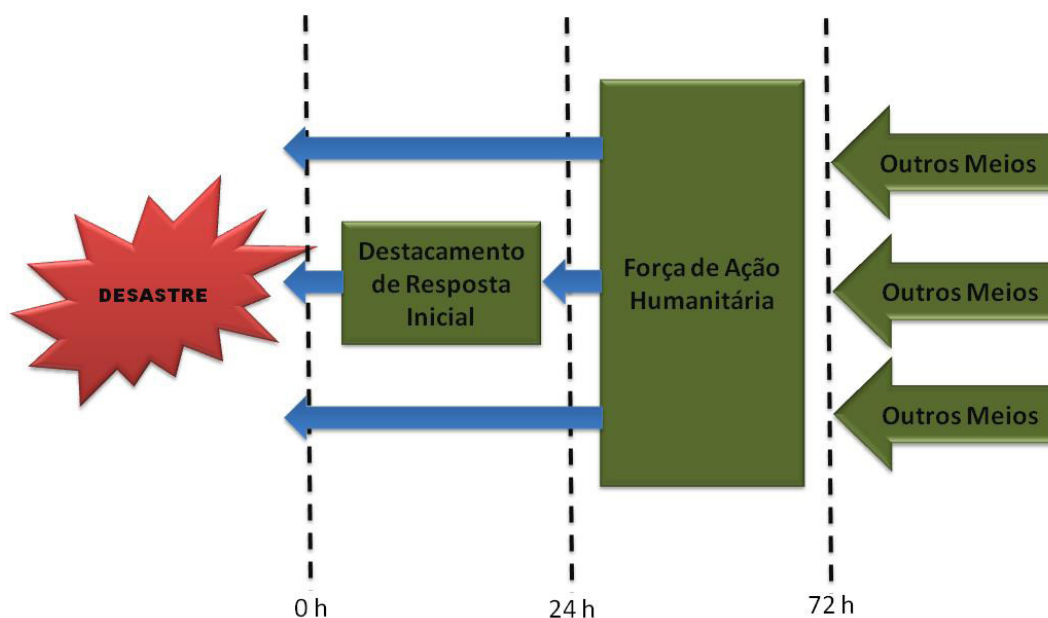 Outros Meios
DESASTRE
Destacamento
de Resposta
Inicial
Força de Ação
Humanitária
Outros Meios
Outros Meios
0 h
24 h
72 h